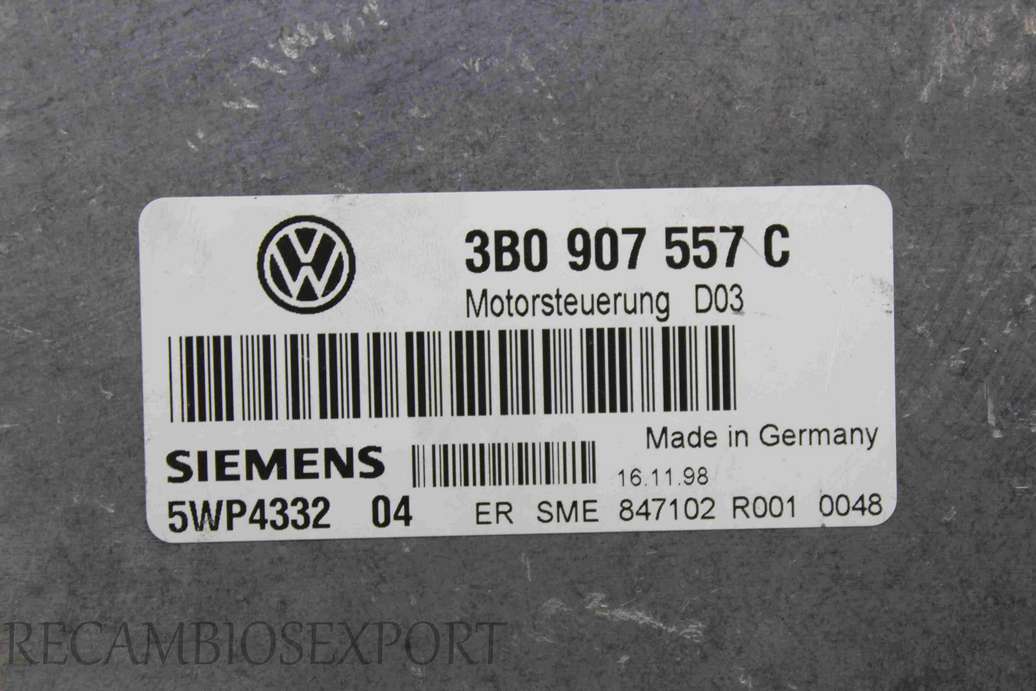 3B0 907 557 C
Motorsteuerung D03
Made in Germany
SIEMENS
16.11.98
5WP4332 04 ER SME 847102 R001 0048
RECAMBIOSEXPORT